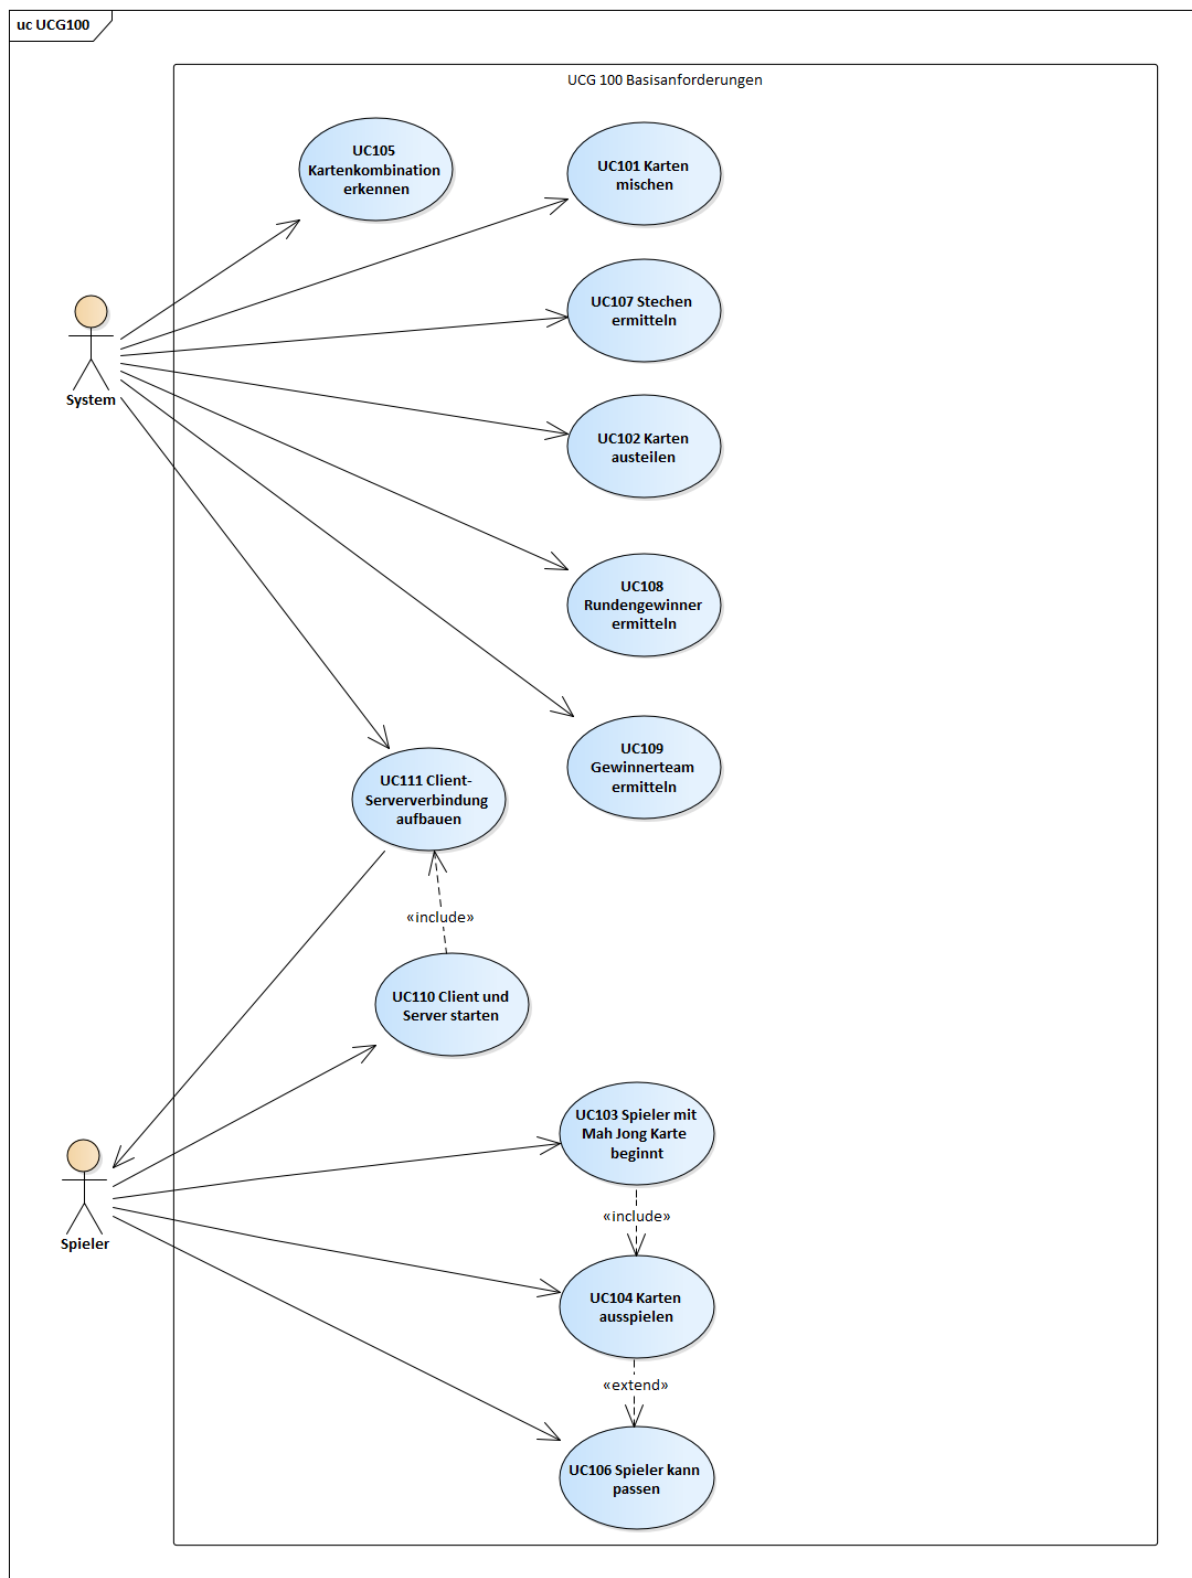 uc UCG100
UCG 100 Basisanforderungen
UC105
Kartenkombination
erkennen
UC101 Karten
mischen
UC107 Stechen
ermitteln
System
UC102 Karten
austeilen
UC108
Rundengewinner
ermitteln
UC109
Gewinnerteam
ermitteln
UC111 Client-
Serververbindung
aufbauen
«include»
UC110 Client und
Server starten
UC103 Spieler mit
Mah Jong Karte
beginnt
Spieler
«include»
UC104 Karten
ausspielen
«extend»
UC106 Spieler kann
passen